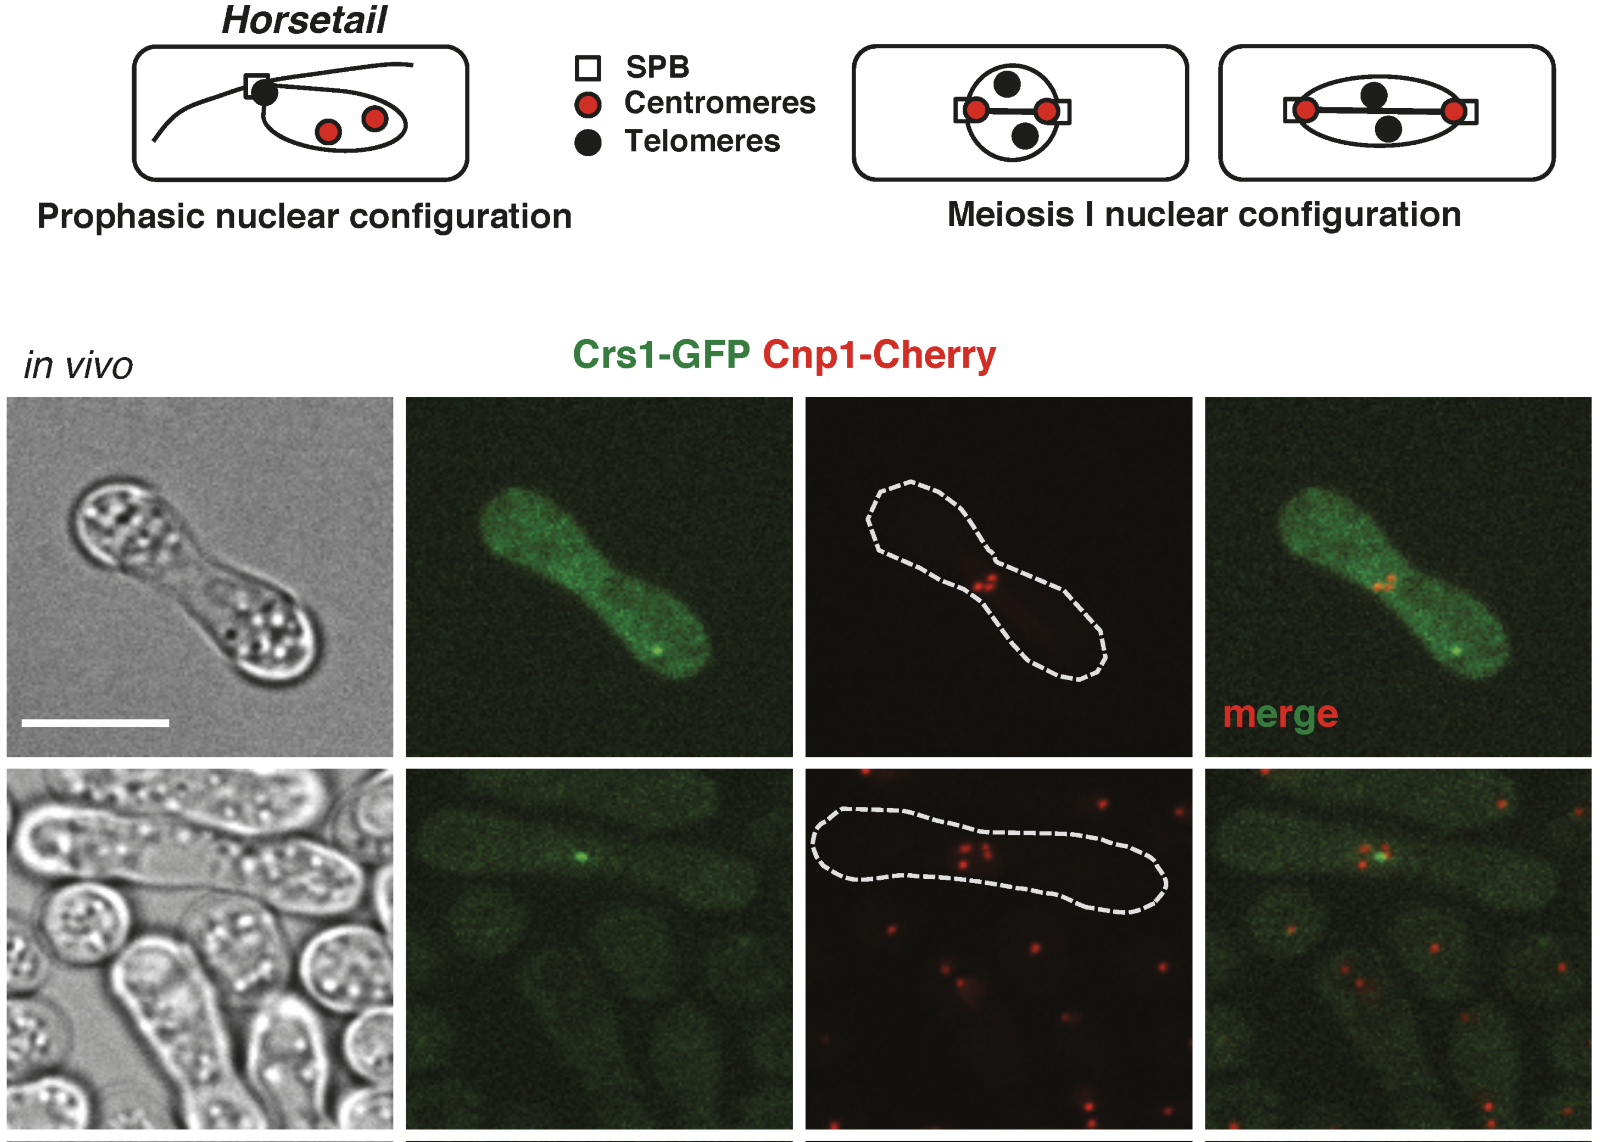 Horsetail
SPB
Centromeres
Telomeres
Prophasic nuclear configuration
Meiosis I nuclear configuration
in vivo
Crs1-GFP Cnp1-Cherry
merge